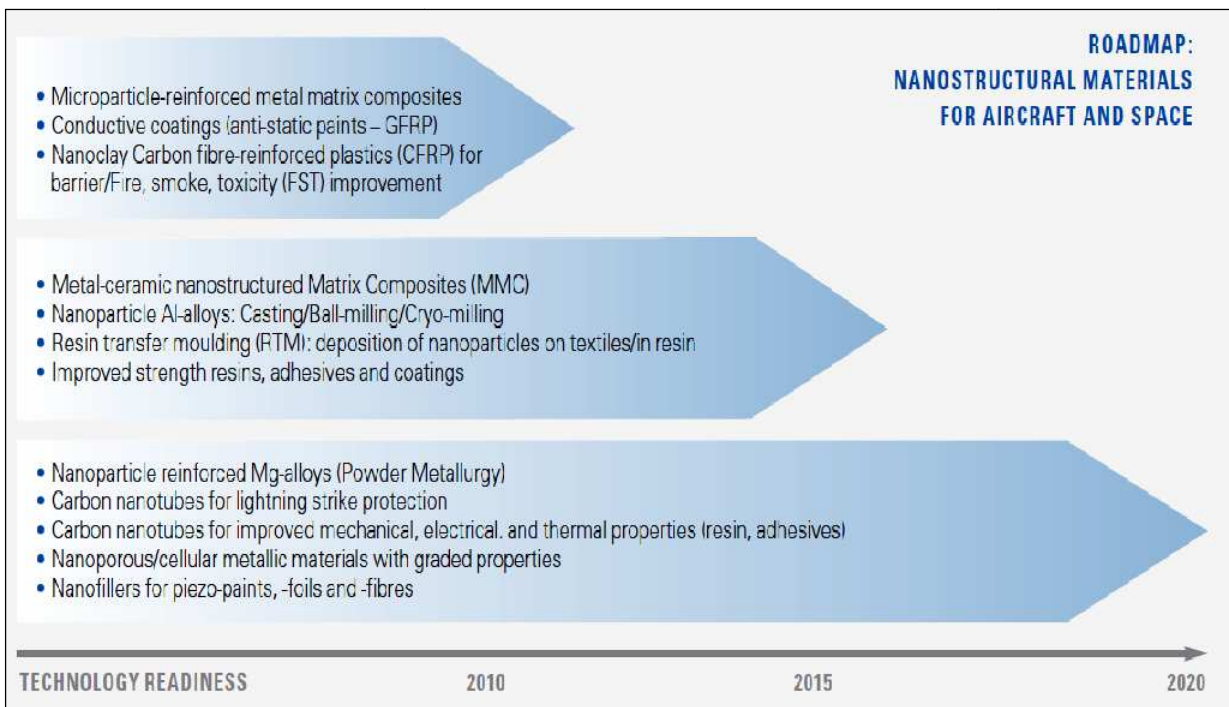 ROADMAP:
NANOSTRUCTURAL MATERIALS
FOR AIRCRAFT AND SPACE
• Microparticle-reinforced metal matrix composites
• Conductive coatings (anti-static paints – GFRP)
• Nanoclay Carbon fibre-reinforced plastics (CFRP) for
barrier/Fire, smoke, toxicity (FST) improvement
• Metal-ceramic nanostructured Matrix Composites (MMC)
• Nanoparticle Al-alloys: Casting/Ball-milling/Cryo-milling
• Resin transfer moulding (RTM): deposition of nanoparticles on textiles/in resin
• Improved strength resins, adhesives and coatings
• Nanoparticle reinforced Mg-alloys (Powder Metallurgy)
• Carbon nanotubes for lightning strike protection
• Carbon nanotubes for improved mechanical, electrical. and thermal properties (resin, adhesives)
• Nanoporous/cellular metallic materials with graded properties
• Nanofillers for piezo-paints, -foils and -fibres
TECHNOLOGY READINESS 2010 2015 2020